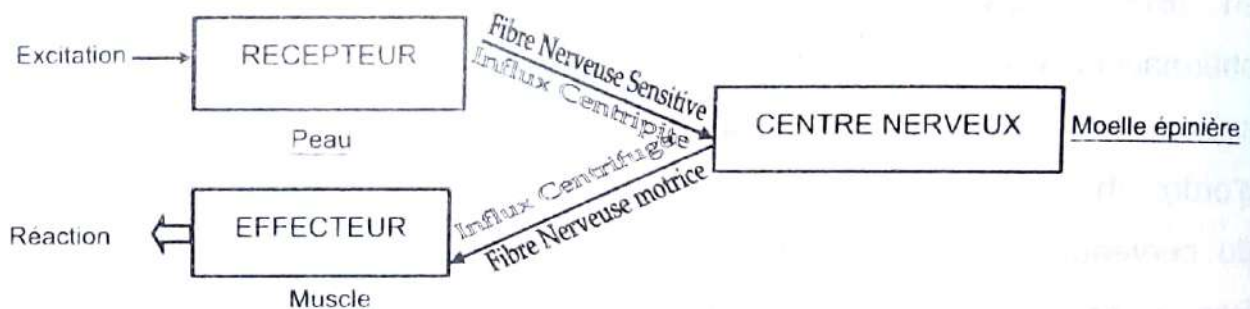 Excitation
RECEPTEUR
Peau
Fibre Nerveuse Sensitive
Influx Centripète
CENTRE NERVEUX
Moelle épinière
Influx Centrifuge
Fibre Nerveuse motrice
Réaction
EFFECTEUR
Muscle